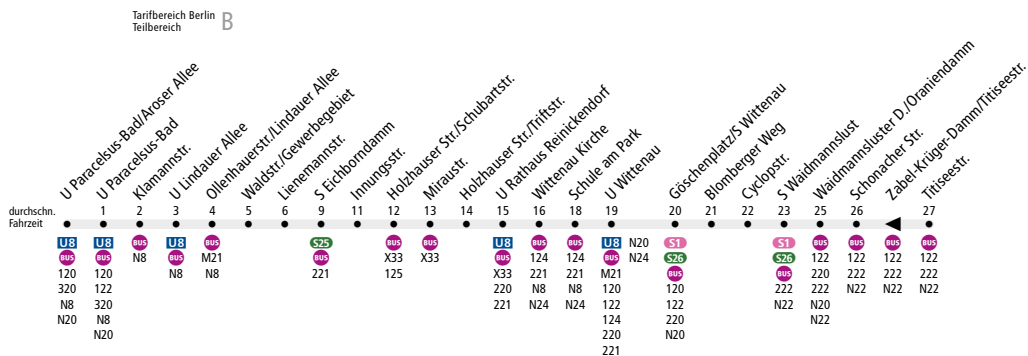 Tarifbereich Berlin
Teilbereich
B
U Paracelsus-Bad/Aroser Allee
U Paracelsus-Bad
Klamannstr.
U Lindauer Allee
Ollenhauerstr./Lindauer Allee
Waldstr./Gewerbegebiet
Lienemannstr.
S Eichborndamm
Innungsstr.
Holzhauser Str./Schubartstr.
Miraustr.
Holzhauser Str./Triftstr.
U Rathaus Reinickendorf
Wittenau Kirche
Schule am Park
U Wittenau
Göschenplatz/S Wittenau
Blomberger Weg
Cyclopstr.
S Waidmannslust
Waidmannsluster D./Oraniendamm
Schonacher Str.
Zabel-Krüger-Damm/Titiseestr.
Titiseestr.
durchschn. 1 2 3 4 5 6 9 11 12 13 14 15 16 18 19 20 21 22 23 25 26 27
Fahrzeit
U8
BUS
120
320
N8
N20
U8
BUS
120
122
320
N8
N20
BUS
N8
U8
BUS
N8
BUS
M21
N8
S25
BUS
221
BUS
X33
125
BUS
X33
U8
BUS
X33
220
221
BUS
124
221
N8
N24
BUS
124
221
N8
N24
U8 N20
BUS N24
M21
120
122
124
220
221
S1
S26
BUS
120
122
220
N20
S1
S26
BUS
222
N22
BUS
122
220
222
N20
N22
BUS
122
222
N22
BUS
122
222
N22
BUS
122
222
N22